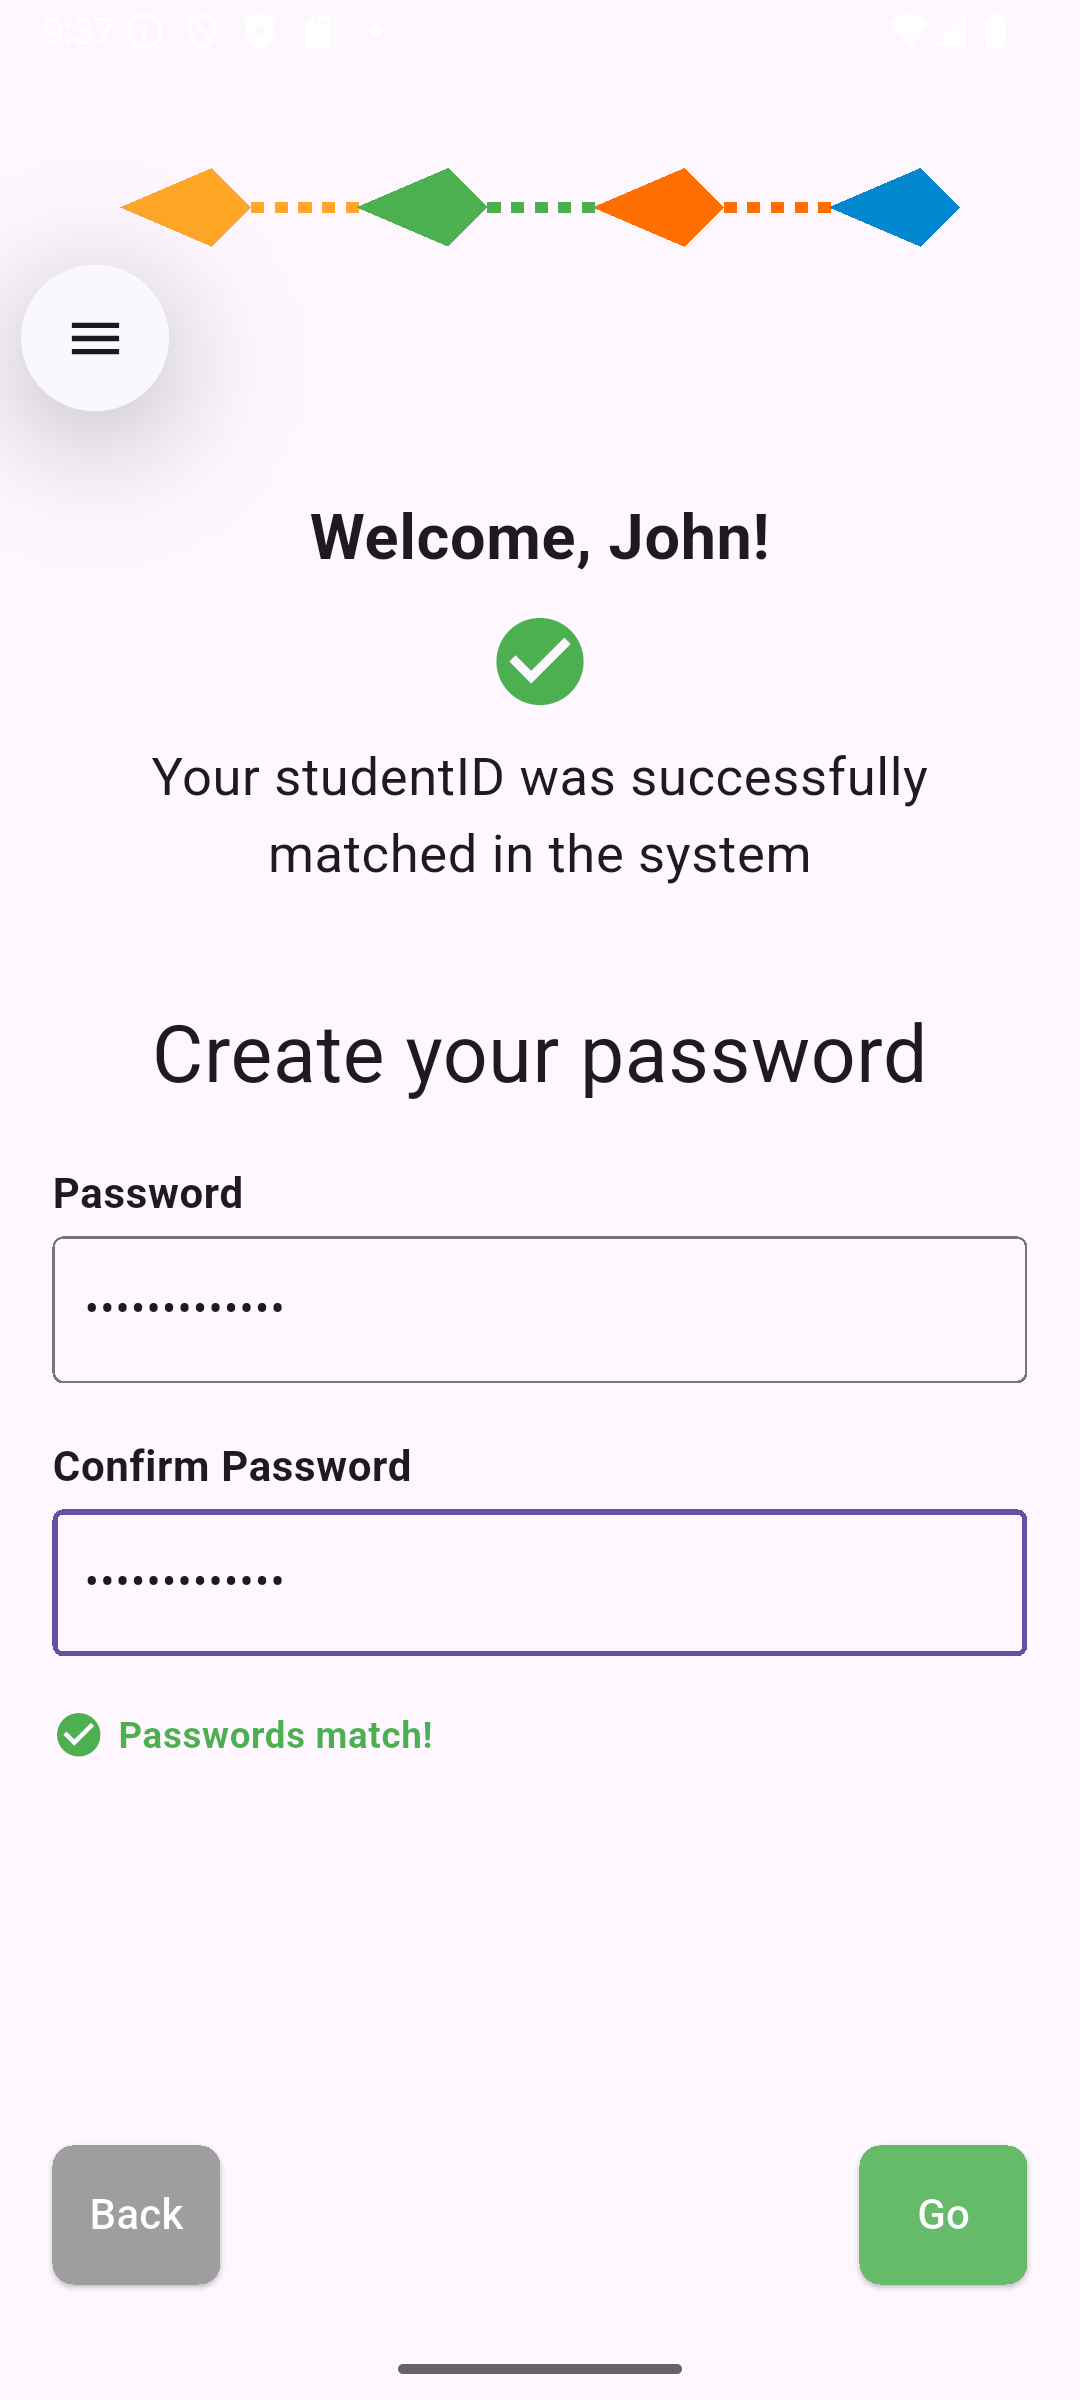 9:37
Welcome, John!
Your studentID was successfully
matched in the system
Create your password
Password
•••••••••••••
Confirm Password
•••••••••••••
Passwords match!
Back
Go